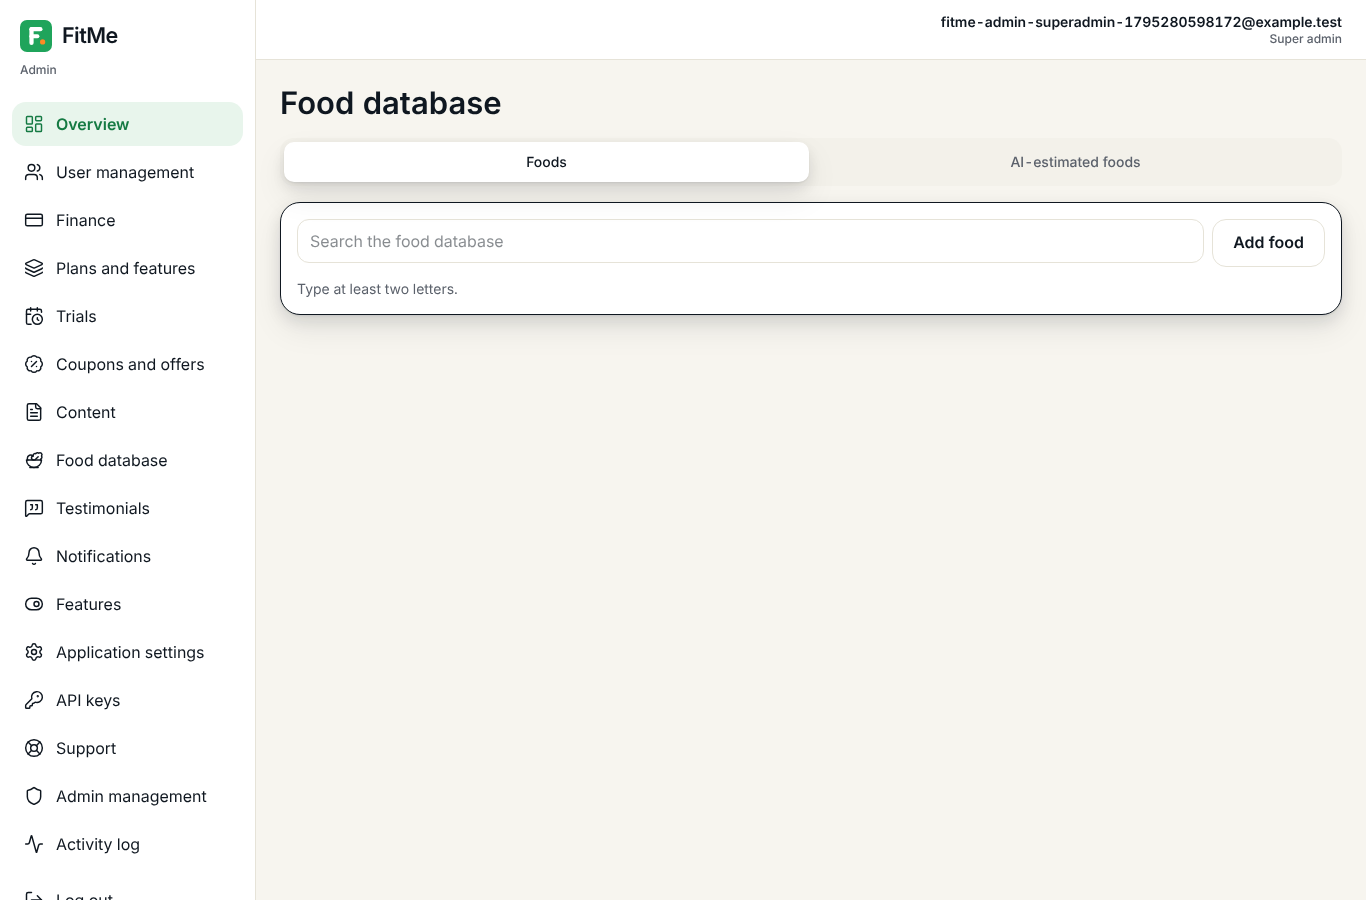 FitMe
Admin
Overview
User management
Finance
Plans and features
Trials
Coupons and offers
Content
Food database
Testimonials
Notifications
Features
Application settings
API keys
Support
Admin management
Activity log
Log out
fitme-admin-superadmin-1795280598172@example.test
Super admin
Food database
Foods
AI-estimated foods
Search the food database
Add food
Type at least two letters.